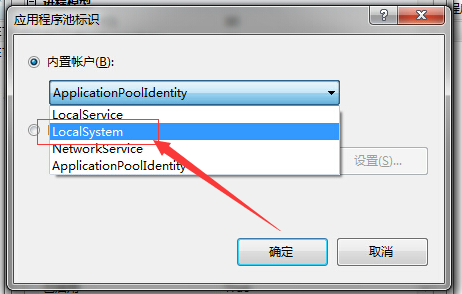 应用程序池标识
内置帐户(B):
ApplicationPoolIdentity
LocalService
LocalSystem
NetworkService
ApplicationPoolIdentity
设置(S)...
确定
取消